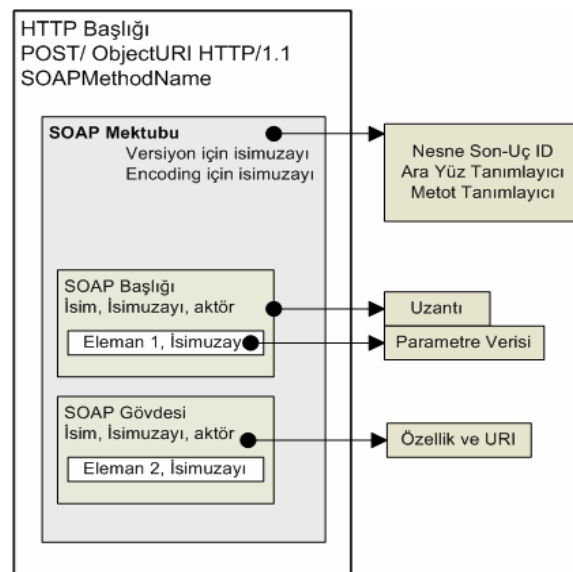 HTTP Başlığı
POST/ ObjectURI HTTP/1.1
SOAPMethodName
SOAP Mektubu
Versiyon için isimuzayı
Encoding için isimuzayı
Nesne Son-Uç ID
Ara Yüz Tanımlayıcı
Metot Tanımlayıcı
SOAP Başlığı
İsim, İsimuzayı, aktör
Eleman 1, İsimuzayı
Uzantı
Parametre Verisi
SOAP Gövdesi
İsim, İsimuzayı, aktör
Eleman 2, İsimuzayı
Özellik ve URI